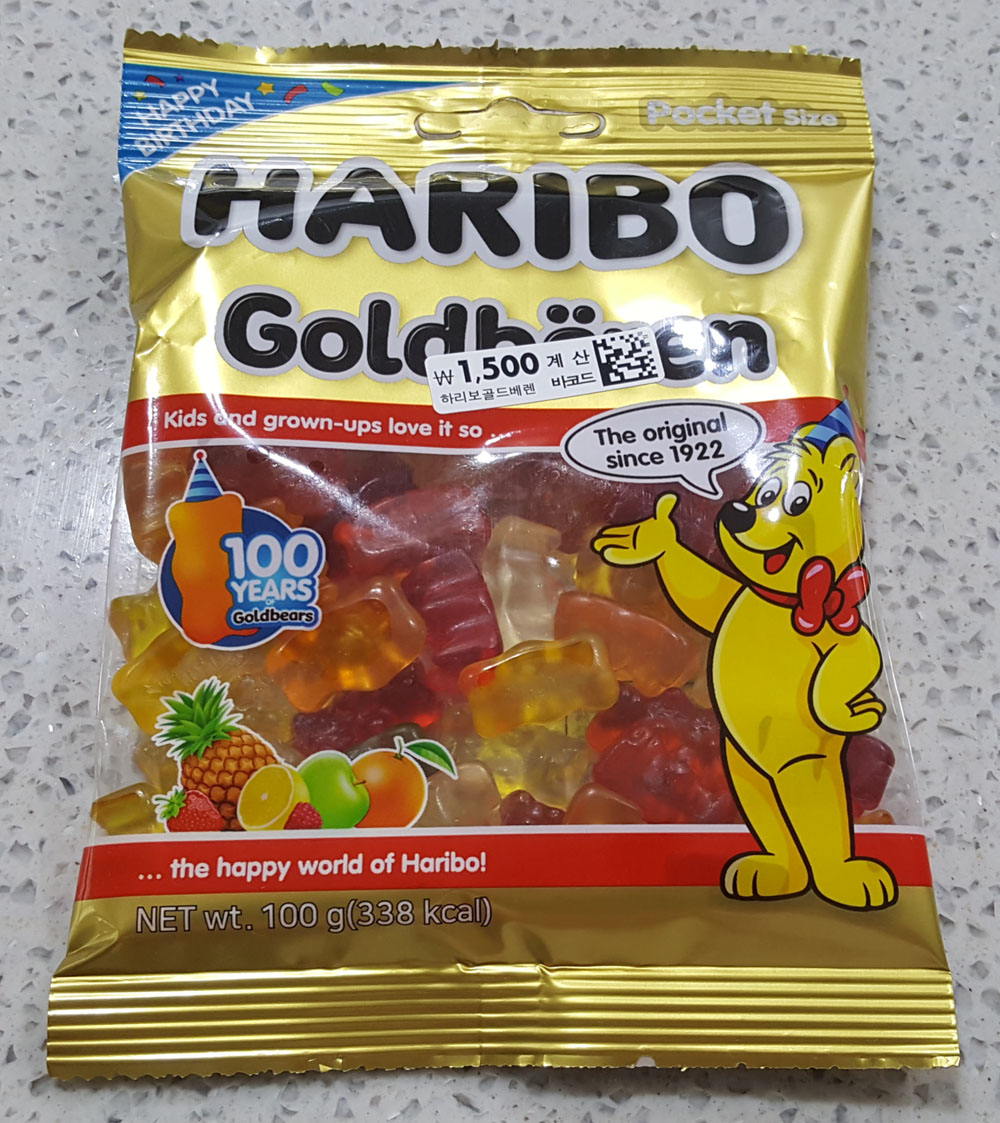 HAPPY
BIRTHDAY
Pocket Size
HARIBO
₩1,500 계산
하리보골드베렌 바코드
Kids and grown-ups love it so ...
The original
since 1922
100
YEARS
Goldbears
... the happy world of Haribo!
NET wt. 100 g(338 kcal)